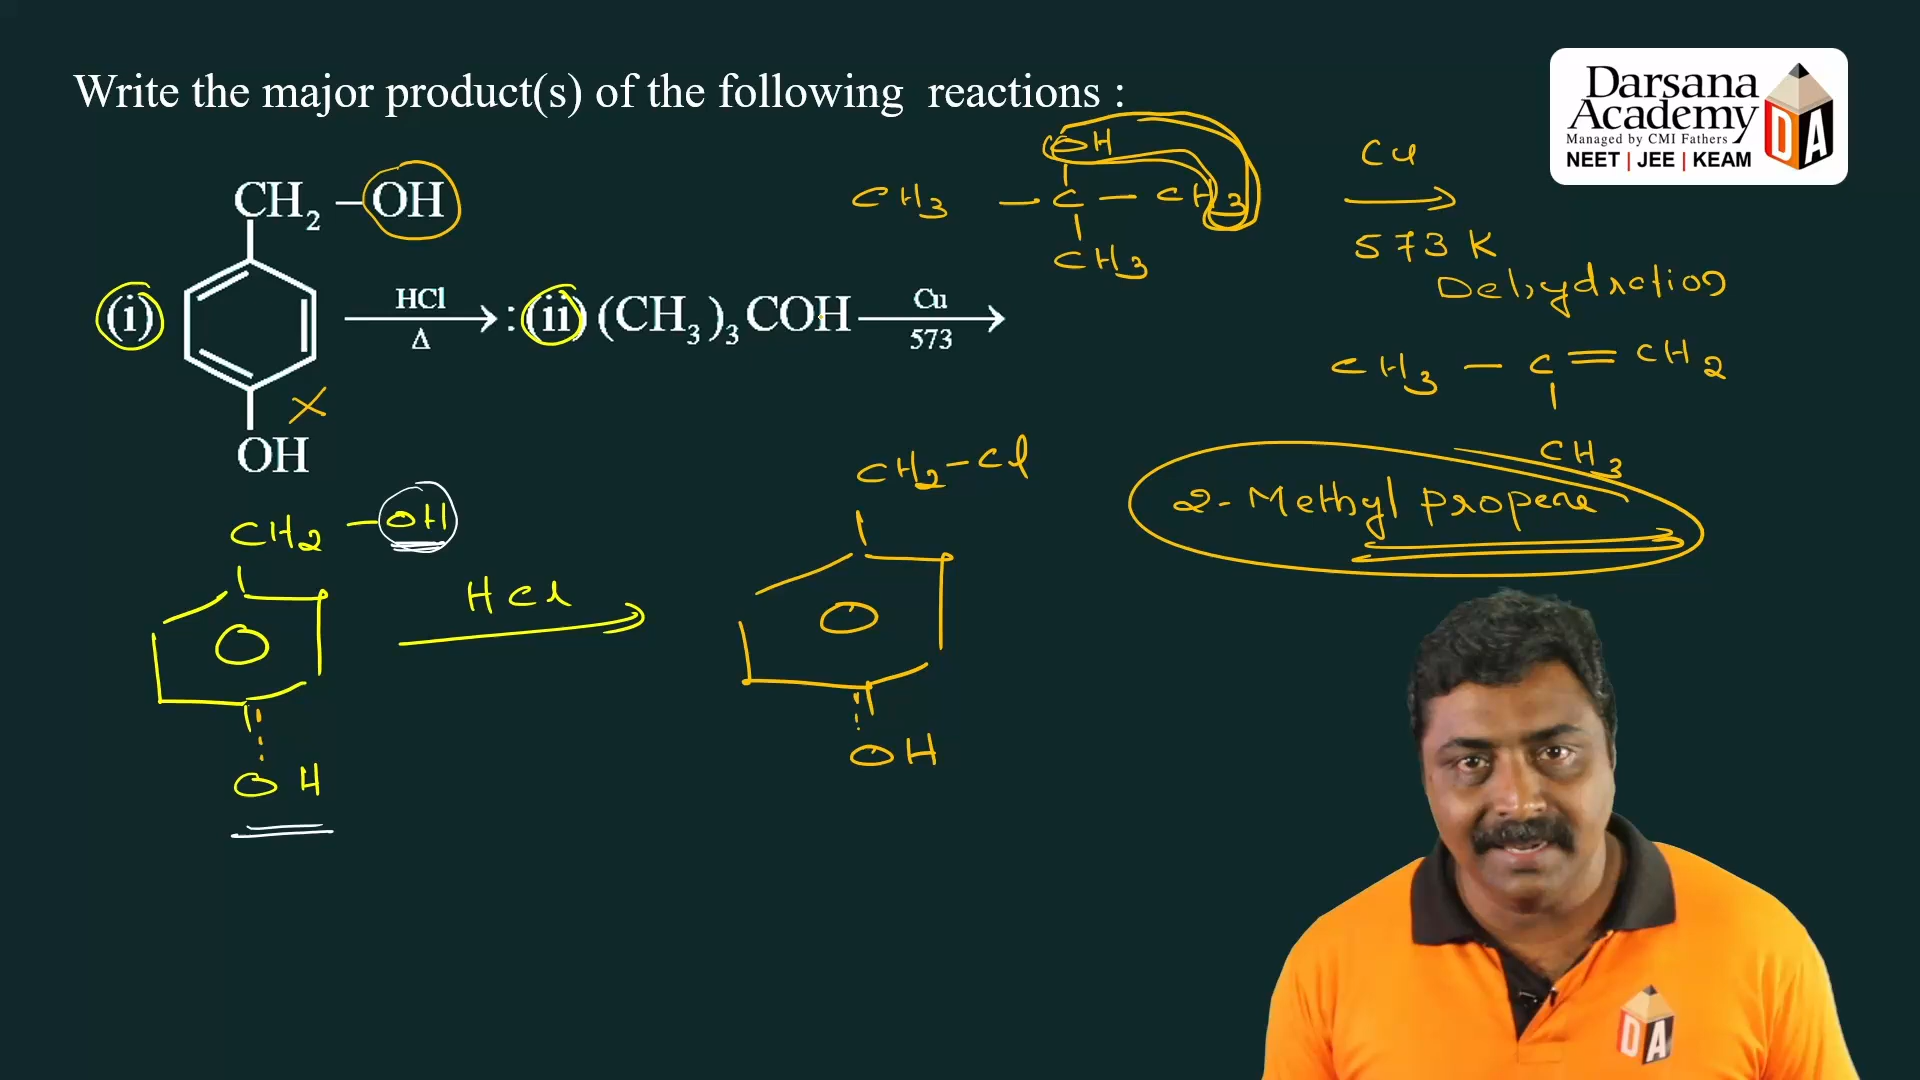 Write the major product(s) of the following reactions :
Darsana
Academy
Managed by CMI Fathers
NEET | JEE | KEAM
DA
CH₂ – OH
(i)
HCl
Δ
OH
X
: (ii) (CH₃)₃COH
Cu
573
OH
CH₃ – C – CH₃
CH₃
Cu
573 K
Dehydration
CH₃ – C = CH₂
CH₃
2-Methyl propene
CH₂ – OH
OH
HCl
CH₂ – Cl
OH
DA